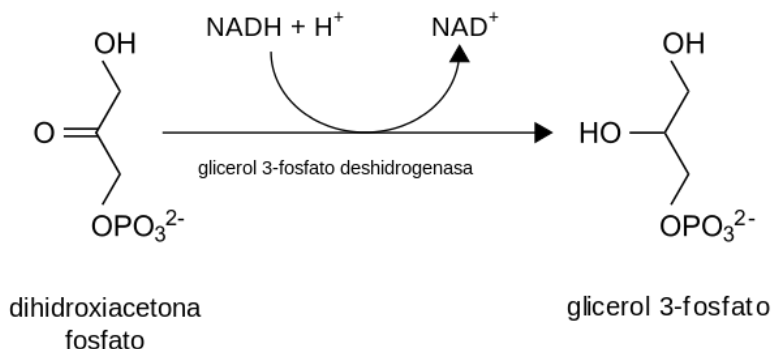 NADH + H⁺
NAD⁺
OH
O
OPO₃²⁻
glicerol 3-fosfato deshidrogenasa
OH
HO
OPO₃²⁻
dihidroxiacetona
fosfato
glicerol 3-fosfato